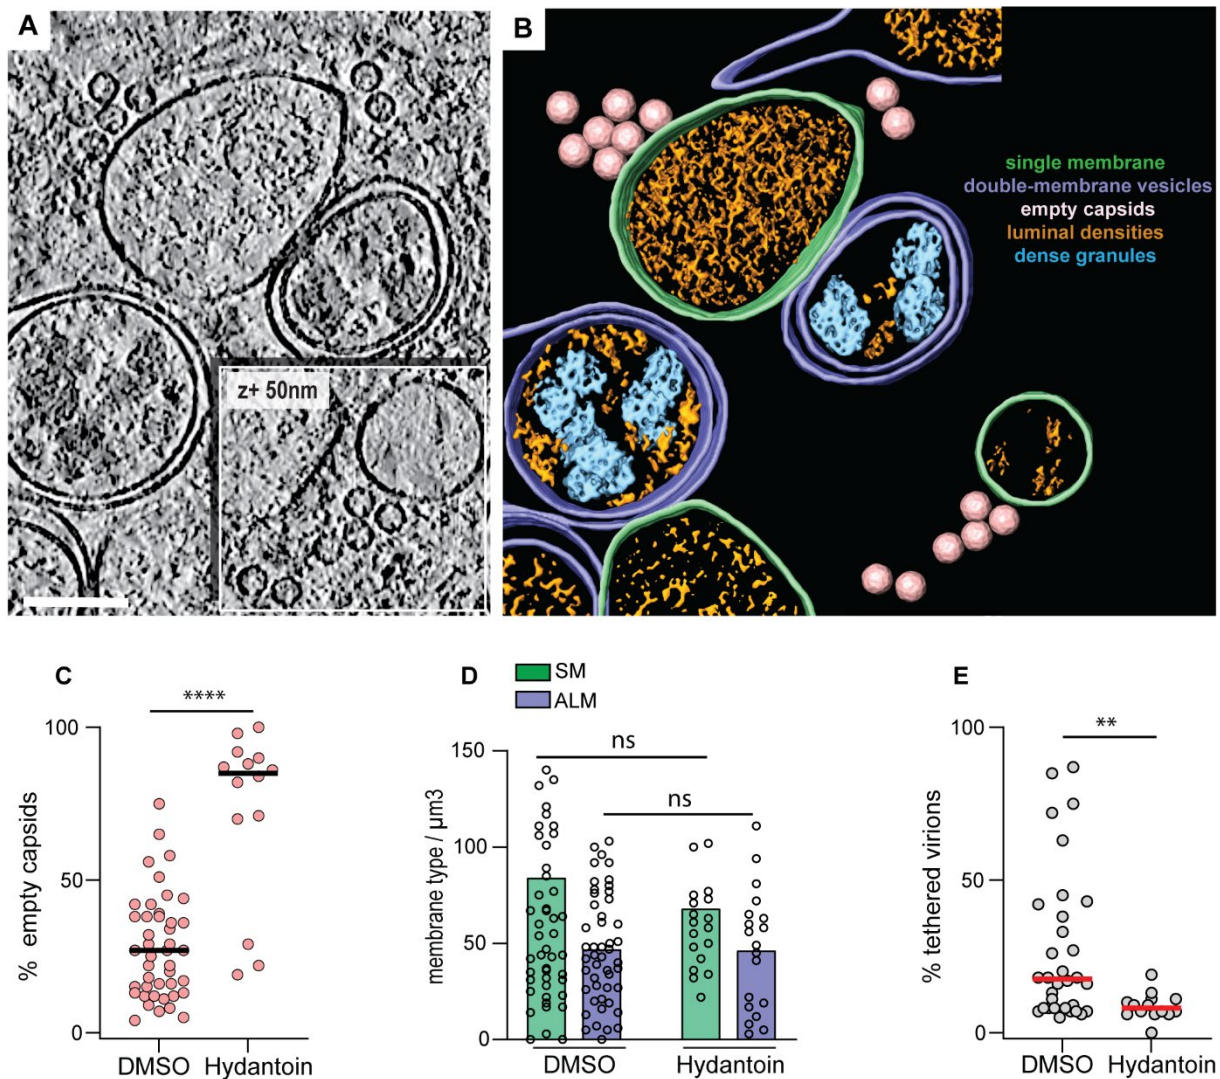 A
B
single membrane
double-membrane vesicles
empty capsids
luminal densities
dense granules
z+ 50nm
C
****
100
50
0
% empty capsids
DMSO
Hydantoin
D
SM
ALM
ns
ns
150
100
50
0
membrane type / µm3
DMSO
Hydantoin
E
**
100
50
0
% tethered virions
DMSO
Hydantoin